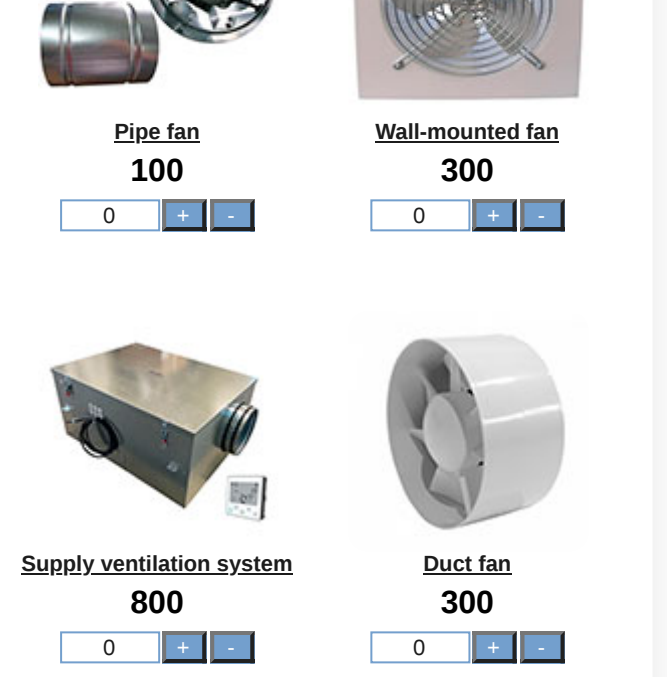 Pipe fan
100
0 + -
Wall-mounted fan
300
0 + -
Supply ventilation system
800
0 + -
Duct fan
300
0 + -